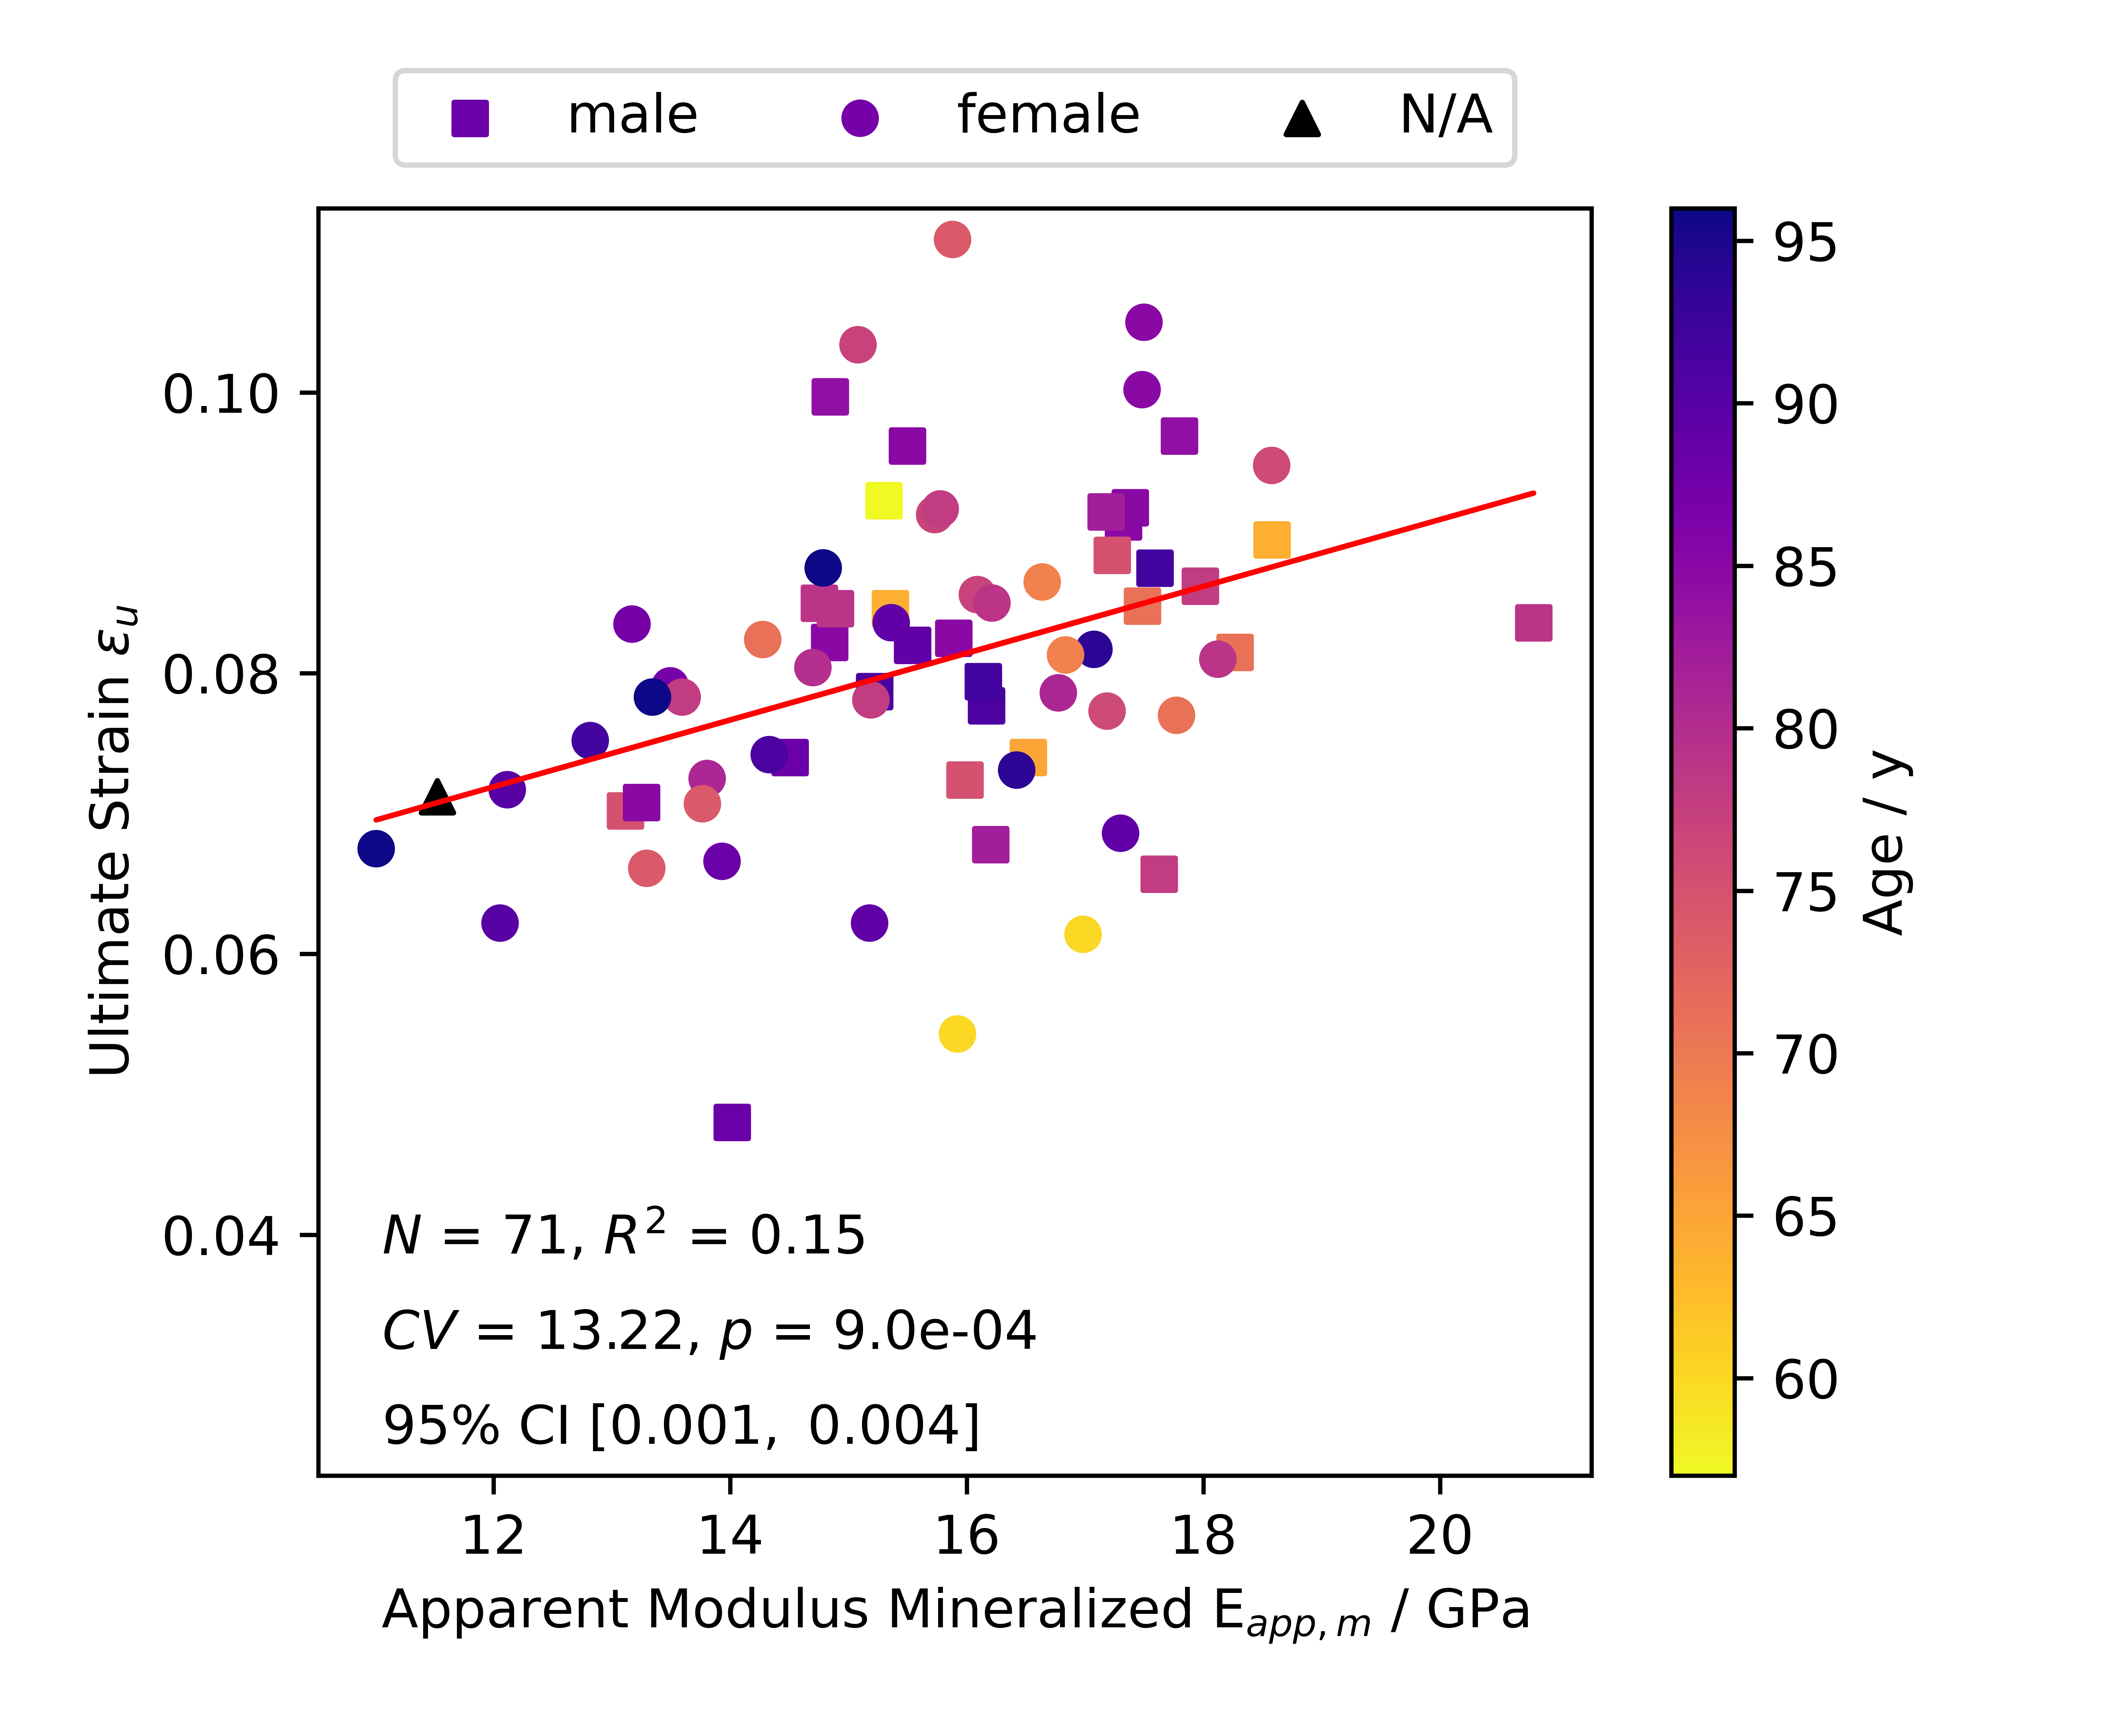 male female N/A
0.10
0.08
0.06
0.04
Ultimate Strain εu
N = 71, R² = 0.15
CV = 13.22, p = 9.0e-04
95% CI [0.001, 0.004]
12 14 16 18 20
Apparent Modulus Mineralized Eapp, m / GPa
95
90
85
80
75
70
65
60
Age / y